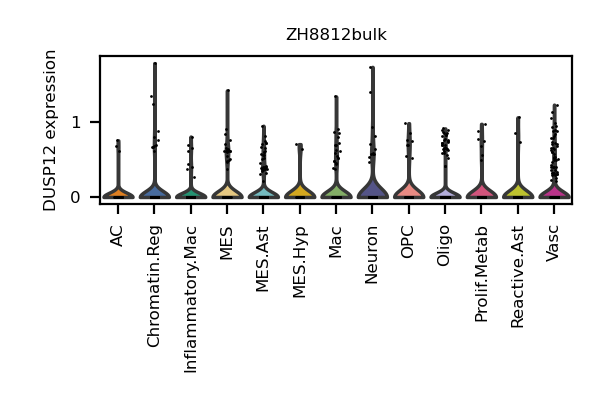 ZH8812bulk
DUSP12 expression
1
0
AC
Chromatin.Reg
Inflammatory.Mac
MES
MES.Ast
MES.Hyp
Mac
Neuron
OPC
Oligo
Prolif.Metab
Reactive.Ast
Vasc